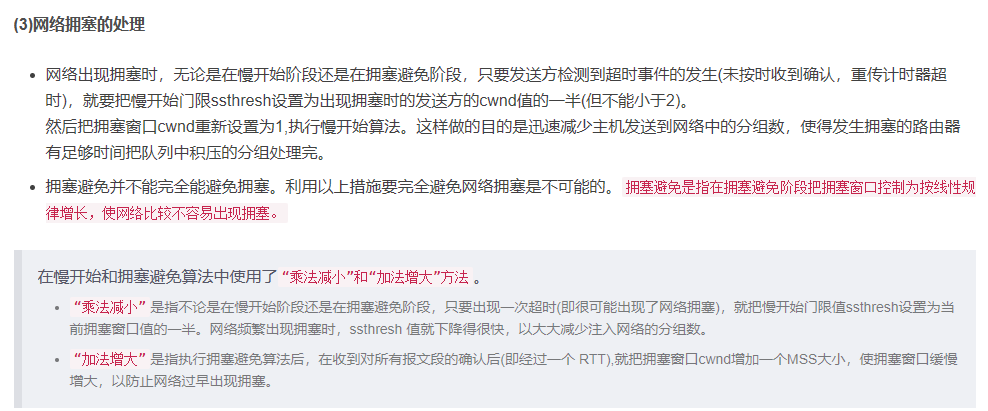 (3)网络拥塞的处理
网络出现拥塞时，无论是在慢开始阶段还是在拥塞避免阶段，只要发送方检测到超时事件的发生(未按时收到确认，重传计时器超
时)，就要把慢开始门限ssthresh设置为出现拥塞时的发送方的cwnd值的一半(但不能小于2)。
然后把拥塞窗口cwnd重新设置为1,执行慢开始算法。这样做的目的是迅速减少主机发送到网络中的分组数，使得发生拥塞的路由器
有足够时间把队列中积压的分组处理完。
拥塞避免并不能完全能避免拥塞。利用以上措施要完全避免网络拥塞是不可能的。拥塞避免是指在拥塞避免阶段把拥塞窗口控制为按线性规
律增长，使网络比较不容易出现拥塞。
在慢开始和拥塞避免算法中使用了“乘法减小”和“加法增大”方法。
“乘法减小”是指不论是在慢开始阶段还是在拥塞避免阶段，只要出现一次超时(即很可能出现了网络拥塞)，就把慢开始门限值ssthresh设置为当
前拥塞窗口值的一半。网络频繁出现拥塞时，ssthresh 值就下降得很快，以大大减少注入网络的分组数。
“加法增大”是指执行拥塞避免算法后，在收到对所有报文段的确认后(即经过一个 RTT),就把拥塞窗口cwnd增加一个MSS大小，使拥塞窗口缓慢
增大，以防止网络过早出现拥塞。